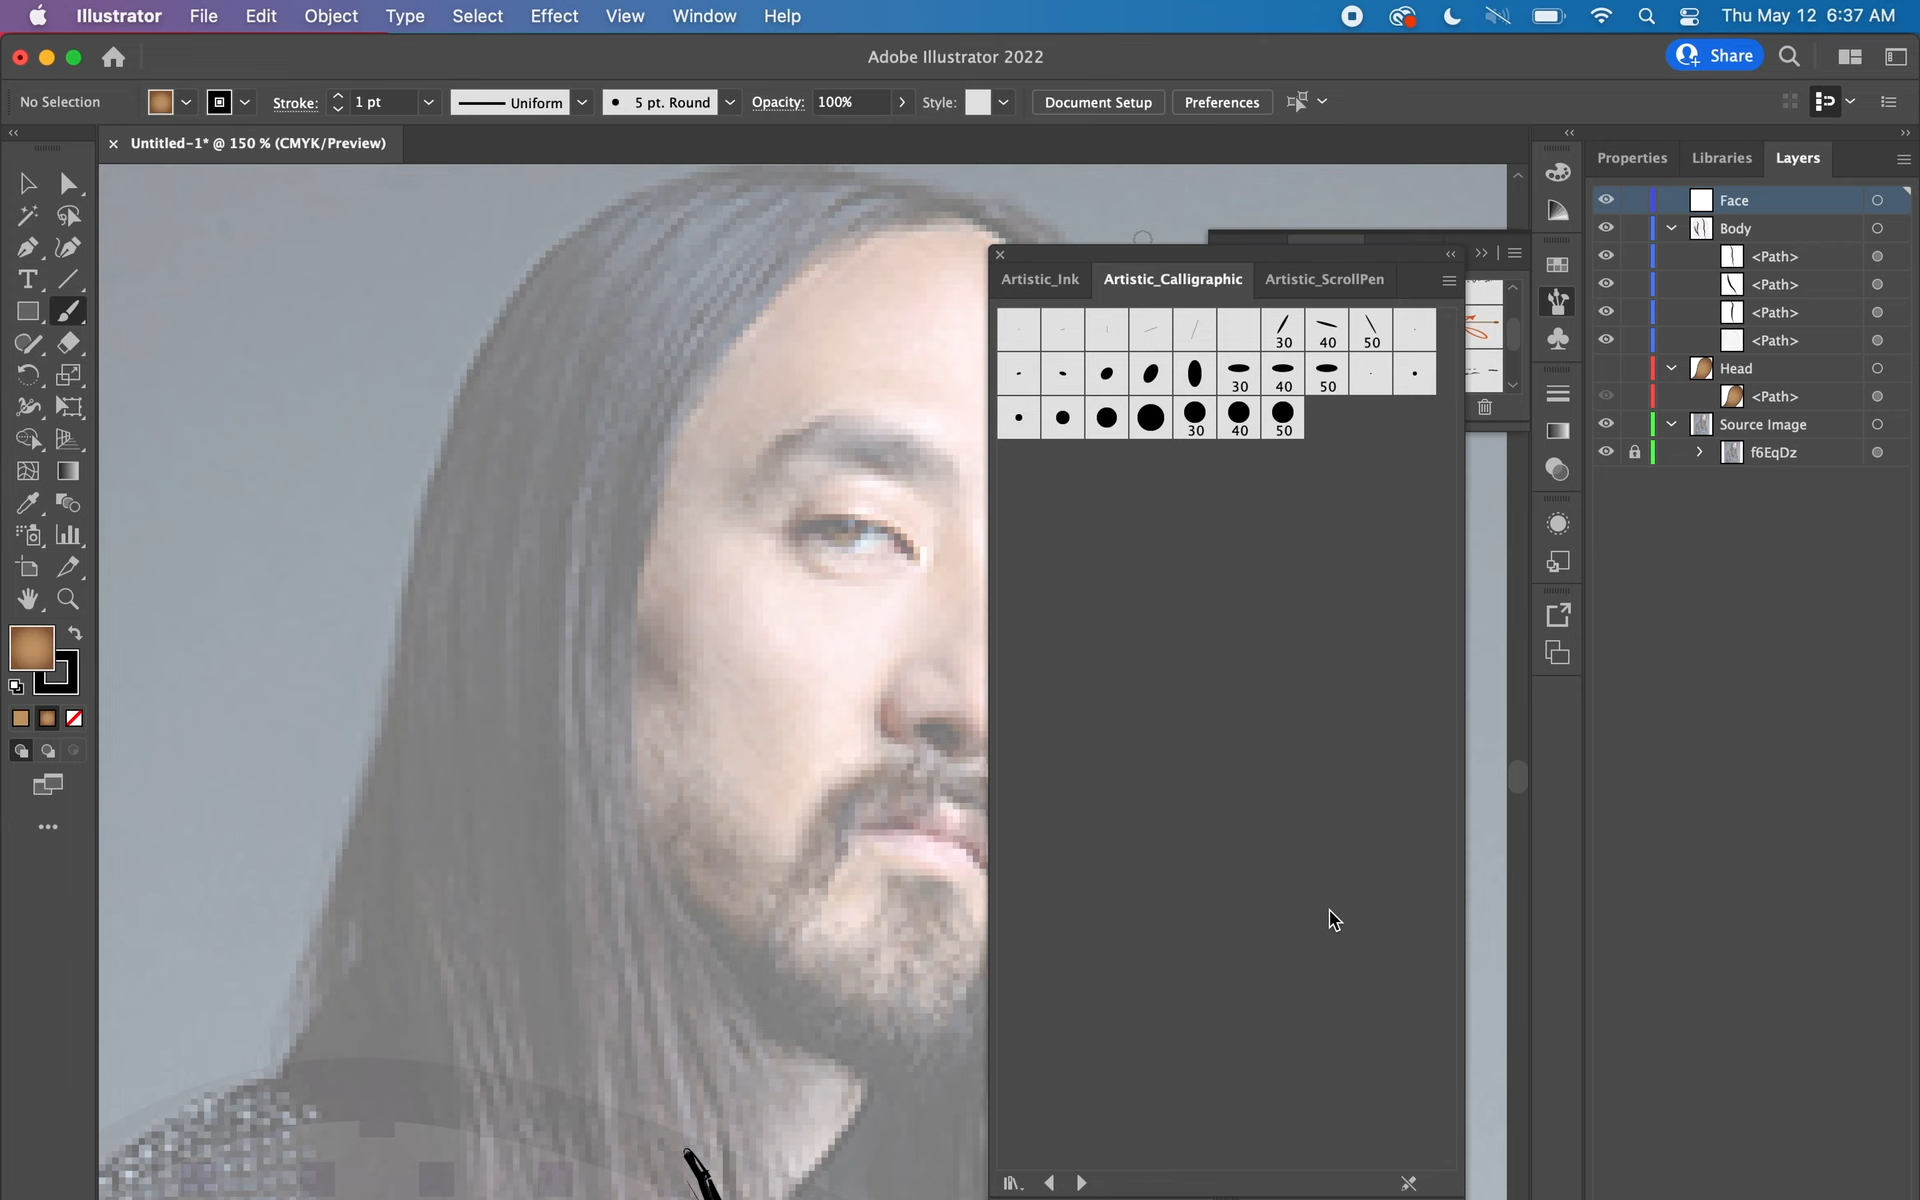 Illustrator File Edit Object Type Select Effect View Window Help Thu May 12 6:37 AM
Adobe Illustrator 2022 Share
No Selection Stroke: 1 pt Uniform 5 pt. Round Opacity: 100% Style: Document Setup Preferences
Untitled-1* @ 150 % (CMYK/Preview)
Properties Libraries Layers
Artistic_Ink Artistic_Calligraphic Artistic_ScrollPen
30 40 50
30 40 50
30 40 50
Face
Body
<Path>
<Path>
<Path>
<Path>
Head
<Path>
Source Image
f6EqDz